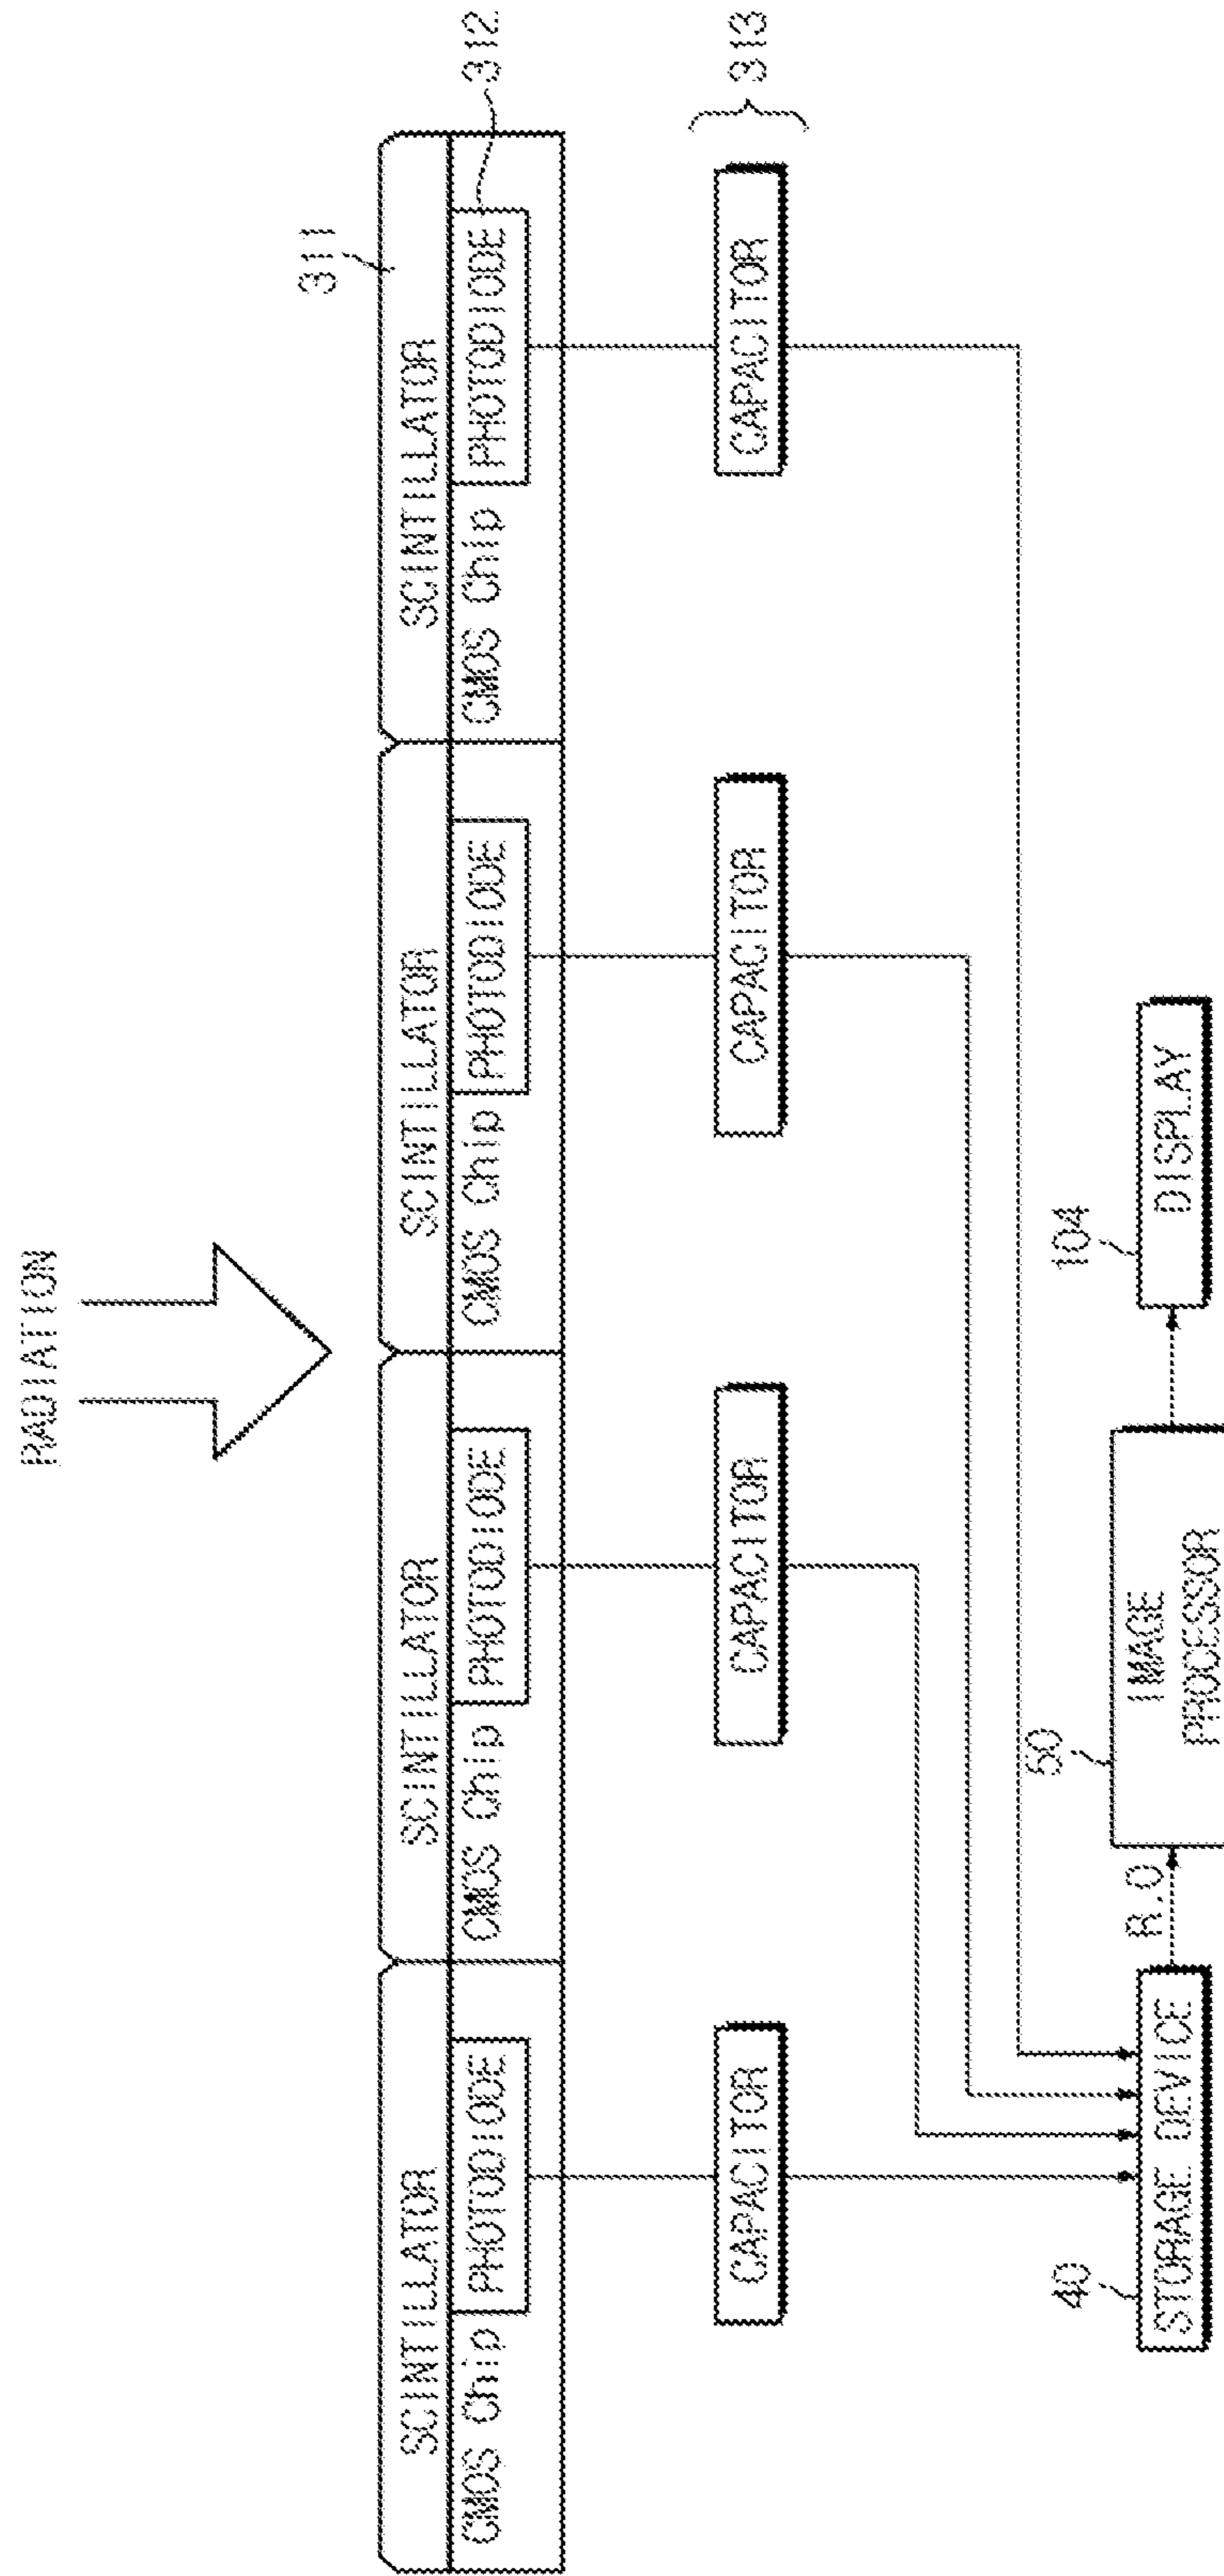 RADIATION
311
312
SCINTILLATOR
SCINTILLATOR
SCINTILLATOR
SCINTILLATOR
CMOS Chip
PHOTODIODE
CMOS Chip
PHOTODIODE
CMOS Chip
PHOTODIODE
CMOS Chip
PHOTODIODE
CAPACITOR
CAPACITOR
CAPACITOR
CAPACITOR
313
40
STORAGE DEVICE
R.O
50
IMAGE
PROCESSOR
104
DISPLAY